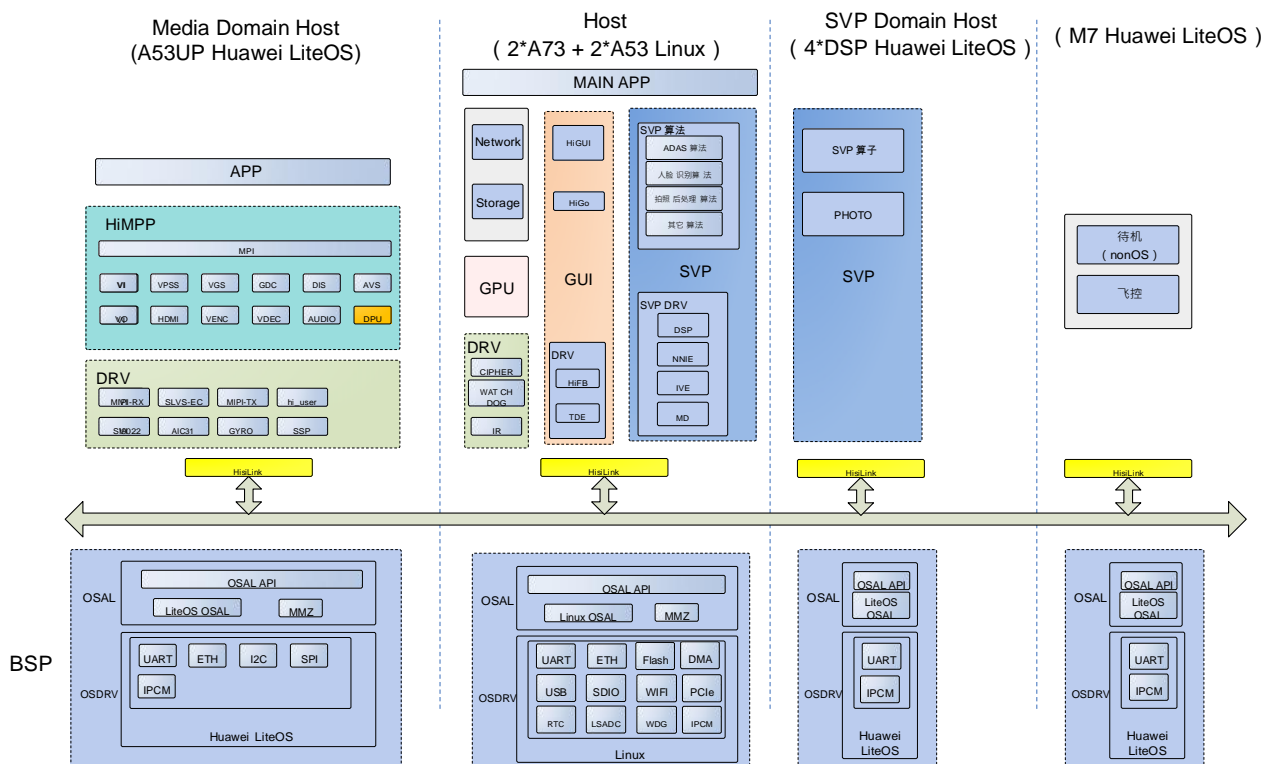 Media Domain Host
(A53UP Huawei LiteOS)
APP
HiMPP
MPI
VI
VPSS
VGS
GDC
DIS
AVS
VO
HDMI
VENC
VDEC
AUDIO
DPU
DRV
MIPI-RX
SLVS-EC
MIPI-TX
hi_user
AIC31
GYRO
SSP
HisiLink
Host
( 2*A73 + 2*A53 Linux )
MAIN APP
Network
Storage
GPU
DRV
CIPHER
WAT CH
DOG
IR
HiGUI
HiGo
GUI
DRV
HiFB
TDE
SVP 算法
ADAS 算法
人脸 识别算 法
拍照 后处理 算法
其它 算法
SVP
SVP DRV
DSP
NNIE
IVE
MD
HisiLink
SVP Domain Host
( 4*DSP Huawei LiteOS )
SVP 算子
PHOTO
SVP
HisiLink
( M7 Huawei LiteOS )
待机
( nonOS )
飞控
HisiLink
BSP
OSAL
OSAL API
LiteOS OSAL
MMZ
OSDRV
UART
ETH
I2C
SPI
IPCM
Huawei LiteOS
OSAL
OSAL API
Linux OSAL
MMZ
OSDRV
UART
ETH
Flash
DMA
USB
SDIO
WIFI
PCIe
RTC
LSADC
WDG
IPCM
Linux
OSAL
OSAL API
LiteOS
OSAL
OSDRV
UART
IPCM
Huawei
LiteOS
OSAL
OSAL API
LiteOS
OSAL
OSDRV
UART
IPCM
Huawei
LiteOS